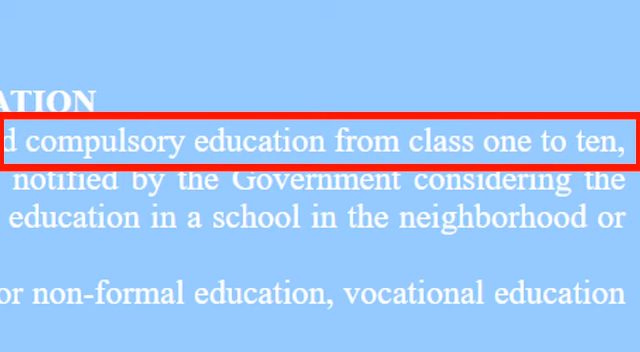 ATION
d compulsory education from class one to ten,
notified by the Government considering the
education in a school in the neighborhood or
or non-formal education, vocational education